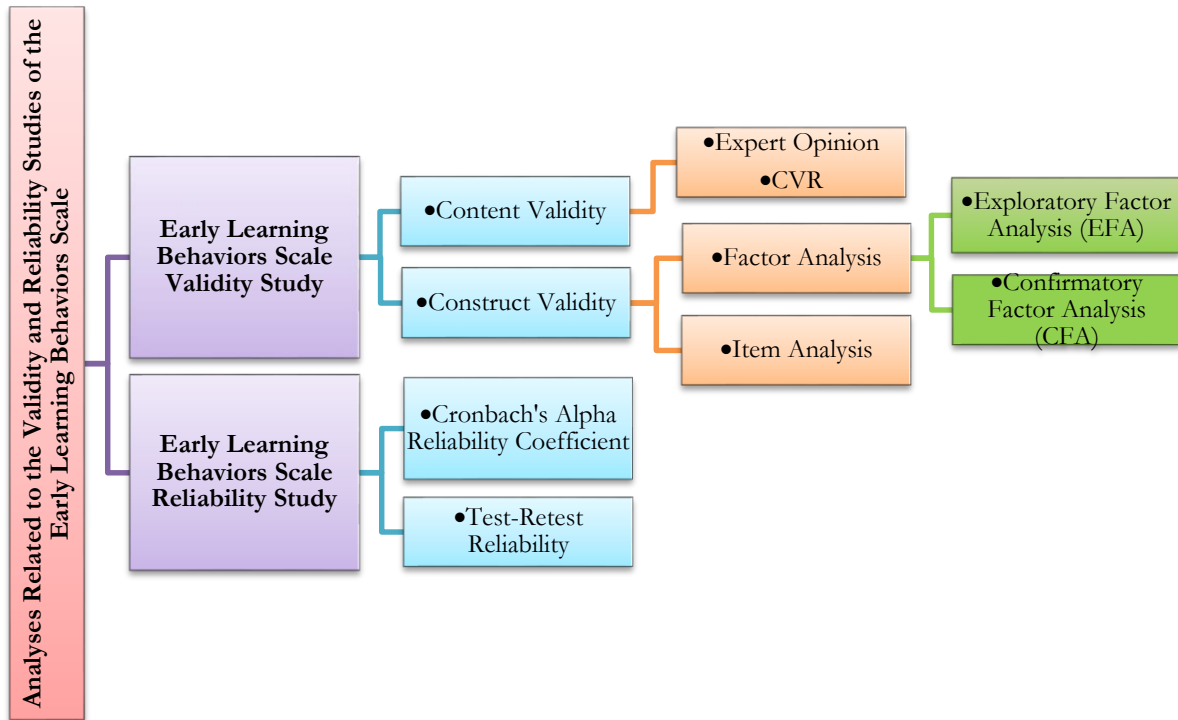 Analyses Related to the Validity and Reliability Studies of the
Early Learning Behaviors Scale
Early Learning
Behaviors Scale
Validity Study
•Content Validity
•Expert Opinion
•CVR
•Construct Validity
•Factor Analysis
•Exploratory Factor
Analysis (EFA)
•Confirmatory
Factor Analysis
(CFA)
•Item Analysis
Early Learning
Behaviors Scale
Reliability Study
•Cronbach's Alpha
Reliability Coefficient
•Test-Retest
Reliability